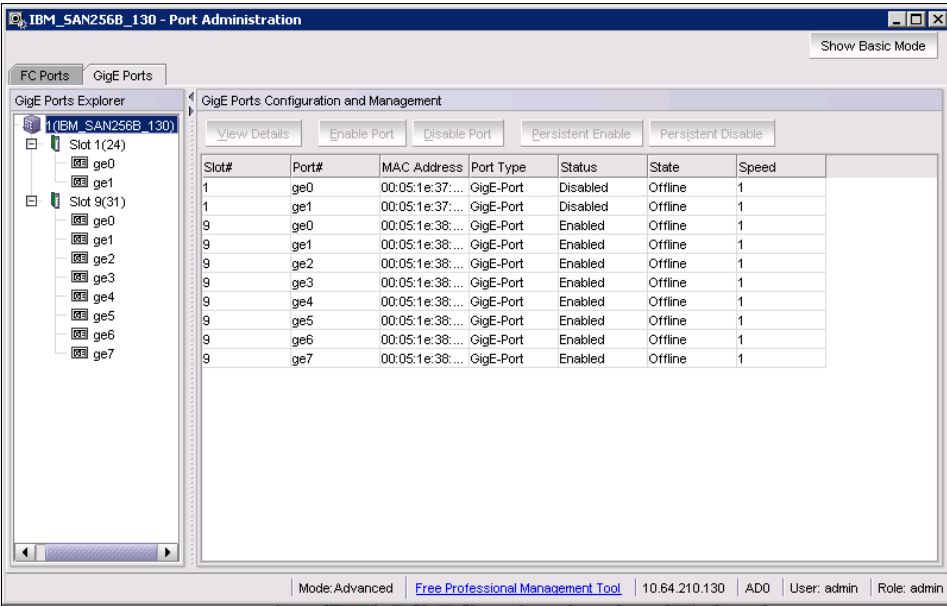 IBM_SAN256B_130 - Port Administration
Show Basic Mode
FC Ports GigE Ports
GigE Ports Explorer
1(IBM_SAN256B_130)
Slot 1(24)
ge0
ge1
Slot 9(31)
ge0
ge1
ge2
ge3
ge4
ge5
ge6
ge7
GigE Ports Configuration and Management
View Details Enable Port Disable Port Persistent Enable Persistent Disable
Slot# Port# MAC Address Port Type Status State Speed
1 ge0 00:05:1e:37:... GigE-Port Disabled Offline 1
1 ge1 00:05:1e:37:... GigE-Port Disabled Offline 1
9 ge0 00:05:1e:38:... GigE-Port Enabled Offline 1
9 ge1 00:05:1e:38:... GigE-Port Enabled Offline 1
9 ge2 00:05:1e:38:... GigE-Port Enabled Offline 1
9 ge3 00:05:1e:38:... GigE-Port Enabled Offline 1
9 ge4 00:05:1e:38:... GigE-Port Enabled Offline 1
9 ge5 00:05:1e:38:... GigE-Port Enabled Offline 1
9 ge6 00:05:1e:38:... GigE-Port Enabled Offline 1
9 ge7 00:05:1e:38:... GigE-Port Enabled Offline 1
Mode:Advanced Free Professional Management Tool 10.64.210.130 AD0 User: admin Role: admin